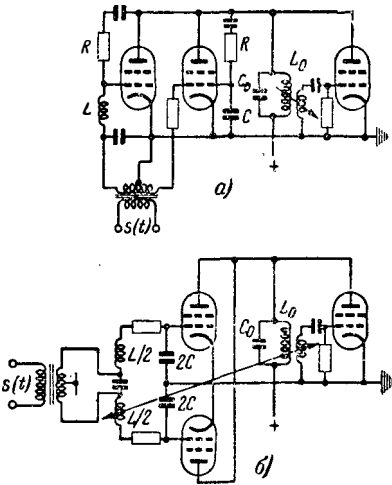 R
R
L₀
L
C₀
C
+
s(t)
а)
L/2
2C
L₀
C₀
s(t)
L/2
2C
+
б)